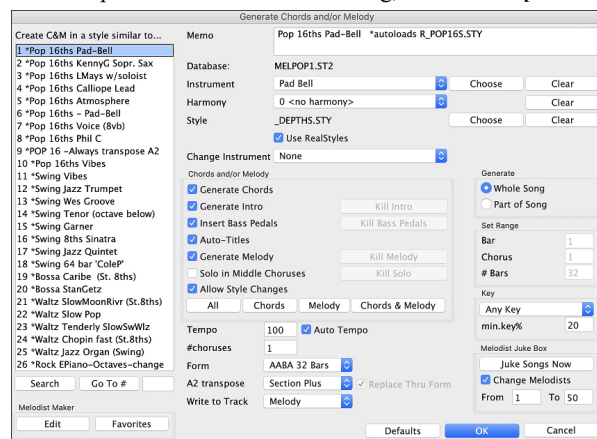 Generate Chords and/or Melody
Create C&M in a style similar to...
1 *Pop 16ths Pad-Bell
2 *Pop 16ths KennyG Sopr. Sax
3 *Pop 16ths LMays w/soloist
4 *Pop 16ths Calliope Lead
5 *Pop 16ths Atmosphere
6 *Pop 16ths - Pad-Bell
7 *Pop 16ths Voice (8vb)
8 *Pop 16ths Phil C
9 *POP 16 -Always transpose A2
10 *Pop 16ths Vibes
11 *Swing Vibes
12 *Swing Jazz Trumpet
13 *Swing Wes Groove
14 *Swing Tenor (octave below)
15 *Swing Garner
16 *Swing 8ths Sinatra
17 *Swing Jazz Quintet
18 *Swing 64 bar 'ColeP'
19 *Bossa Caribe (St. 8ths)
20 *Bossa StanGetz
21 *Waltz SlowMoonRivr (St.8ths)
22 *Waltz Slow Pop
23 *Waltz Tenderly SlowSwWlz
24 *Waltz Chopin fast (St.8ths)
25 *Waltz Jazz Organ (Swing)
26 *Rock EPiano-Octaves-Change
Search Go To #
Melodist Maker
Edit Favorites
Memo Pop 16ths Pad-Bell *autoloads R_POP16S.STY
Database: MELPOP1.ST2
Instrument Pad Bell Choose Clear
Harmony 0 <no harmony> Clear
Style _DEPTHS.STY Choose Clear
Use RealStyles
Change Instrument None
Chords and/or Melody
Generate Chords
Generate Intro Kill Intro
Insert Bass Pedals Kill Bass Pedals
Auto-Titles
Generate Melody Kill Melody
Solo in Middle Choruses Kill Solo
Allow Style Changes
All Chords Melody Chords & Melody
Tempo 100 Auto Tempo
#choruses 1
Form AABA 32 Bars
A2 transpose Section Plus Replace Thru Form
Write to Track Melody
Generate
Whole Song
Part of Song
Set Range
Bar 1
Chorus 1
# Bars 32
Key
Any Key
min.key% 20
Melodist Juke Box
Juke Songs Now
Change Melodists
From 1 To 50
Defaults OK Cancel